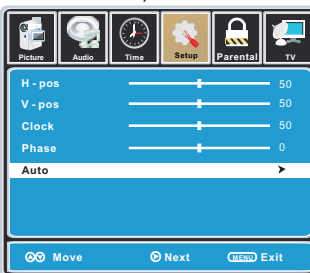 Picture Audio Time Setup Parental TV
H - pos 50
V - pos 50
Clock 50
Phase 0
Auto
Move Next MENU Exit